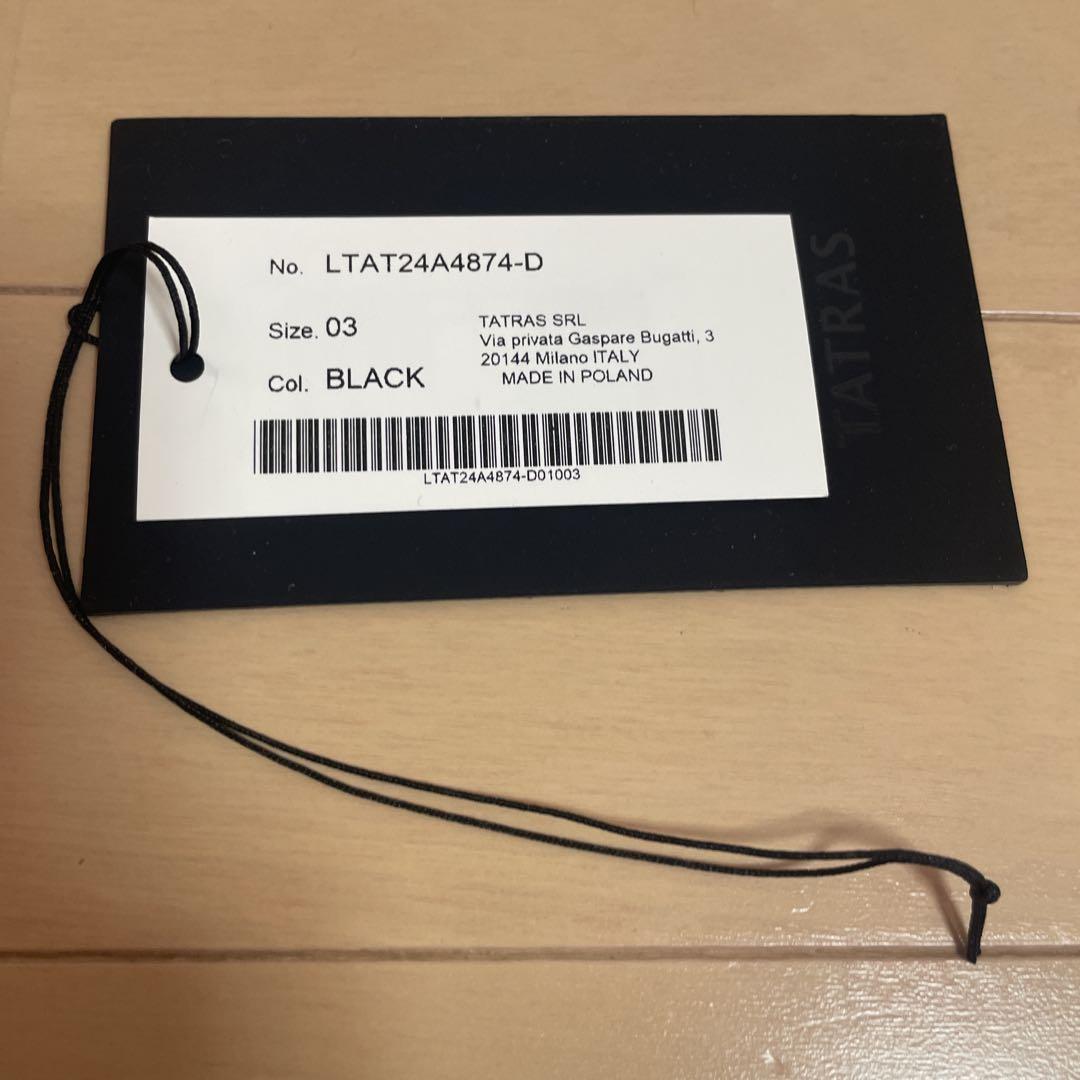 No. LTAT24A4874-D
Size. 03
Col. BLACK
TATRAS SRL
Via privata Gaspare Bugatti, 3
20144 Milano ITALY
MADE IN POLAND
LTAT24A4874-D01003
TATRAS